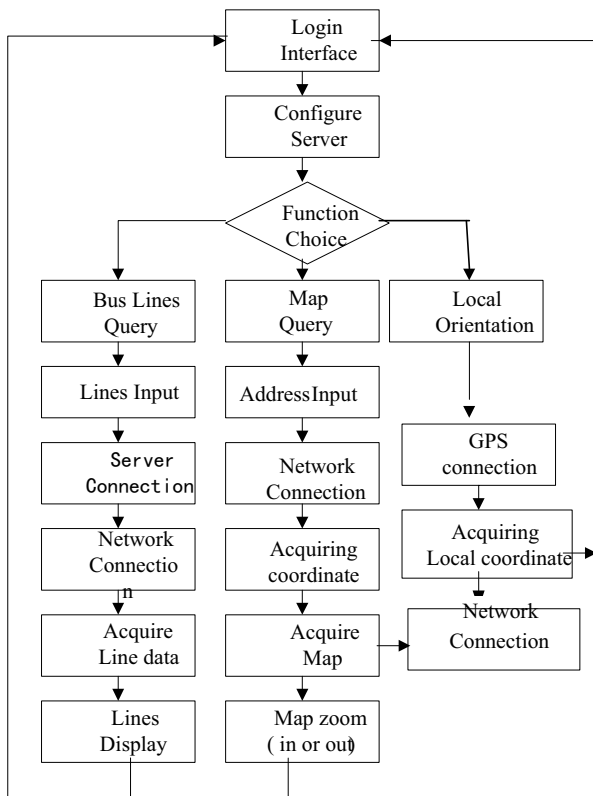 Login
Interface
Configure
Server
Function
Choice
Bus Lines
Query
Lines Input
Server
Connection
Network
Connectio
n
Acquire
Line data
Lines
Display
Map
Query
AddressInput
Network
Connection
Acquiring
coordinate
Acquire
Map
Map zoom
( in or out)
Local
Orientation
GPS
connection
Acquiring
Local coordinate
Network
Connection